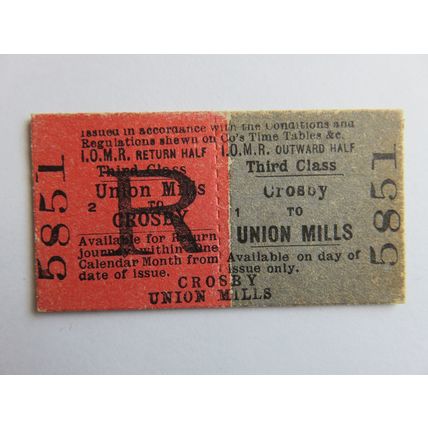 Issued in accordance with the Conditions and
Regulations shewn on Co's Time Tables &c.
5851
I.O.M.R. RETURN HALF
Third Class
Union Mills
2 TO
CROSBY
R
Available for Return
journey within One
Calendar Month from
date of issue.
I.O.M.R. OUTWARD HALF
Third Class
Crosby
1 TO
UNION MILLS
Available on day of
issue only.
5851
CROSBY
UNION MILLS